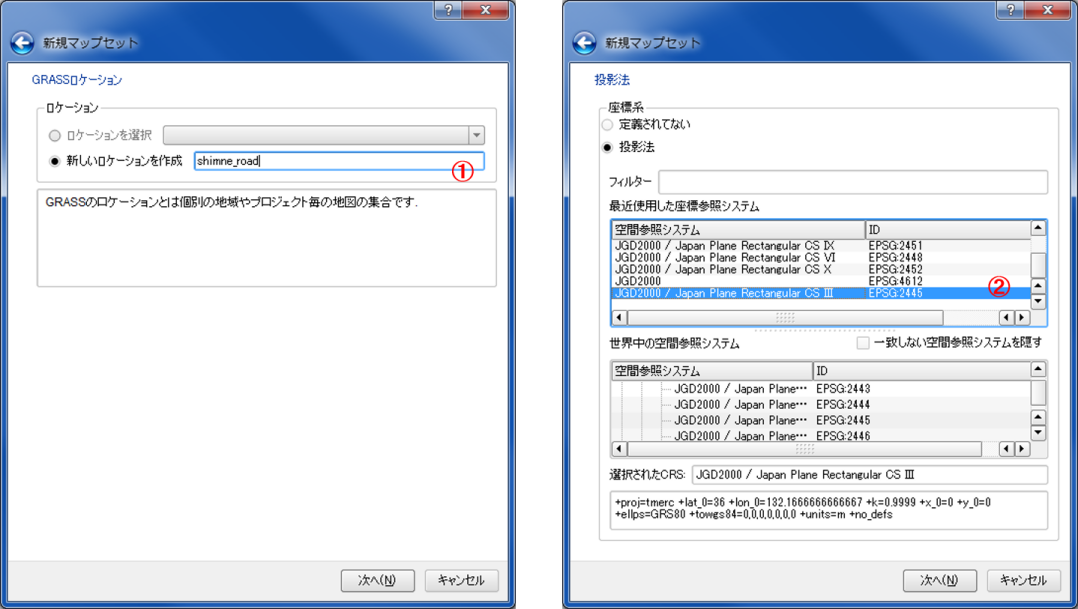 新規マップセット
GRASSロケーション
ロケーション
ロケーションを選択
新しいロケーションを作成 shimne_road
①
GRASSのロケーションとは個別の地域やプロジェクト毎の地図の集合です.
次へ(N) キャンセル
新規マップセット
投影法
座標系
定義されてない
投影法
フィルター
最近使用した座標参照システム
空間参照システム ID
JGD2000 / Japan Plane Rectangular CS IX EPSG:2451
JGD2000 / Japan Plane Rectangular CS VI EPSG:2448
JGD2000 / Japan Plane Rectangular CS X EPSG:2452
JGD2000 EPSG:4612
JGD2000 / Japan Plane Rectangular CS III EPSG:2445
②
世界中の空間参照システム 一致しない空間参照システムを隠す
空間参照システム ID
JGD2000 / Japan Plane… EPSG:2443
JGD2000 / Japan Plane… EPSG:2444
JGD2000 / Japan Plane… EPSG:2445
JGD2000 / Japan Plane… EPSG:2446
選択されたCRS: JGD2000 / Japan Plane Rectangular CS III
+proj=tmerc +lat_0=36 +lon_0=132.1666666666667 +k=0.9999 +x_0=0 +y_0=0
+ellps=GRS80 +towgs84=0,0,0,0,0,0,0 +units=m +no_defs
次へ(N) キャンセル